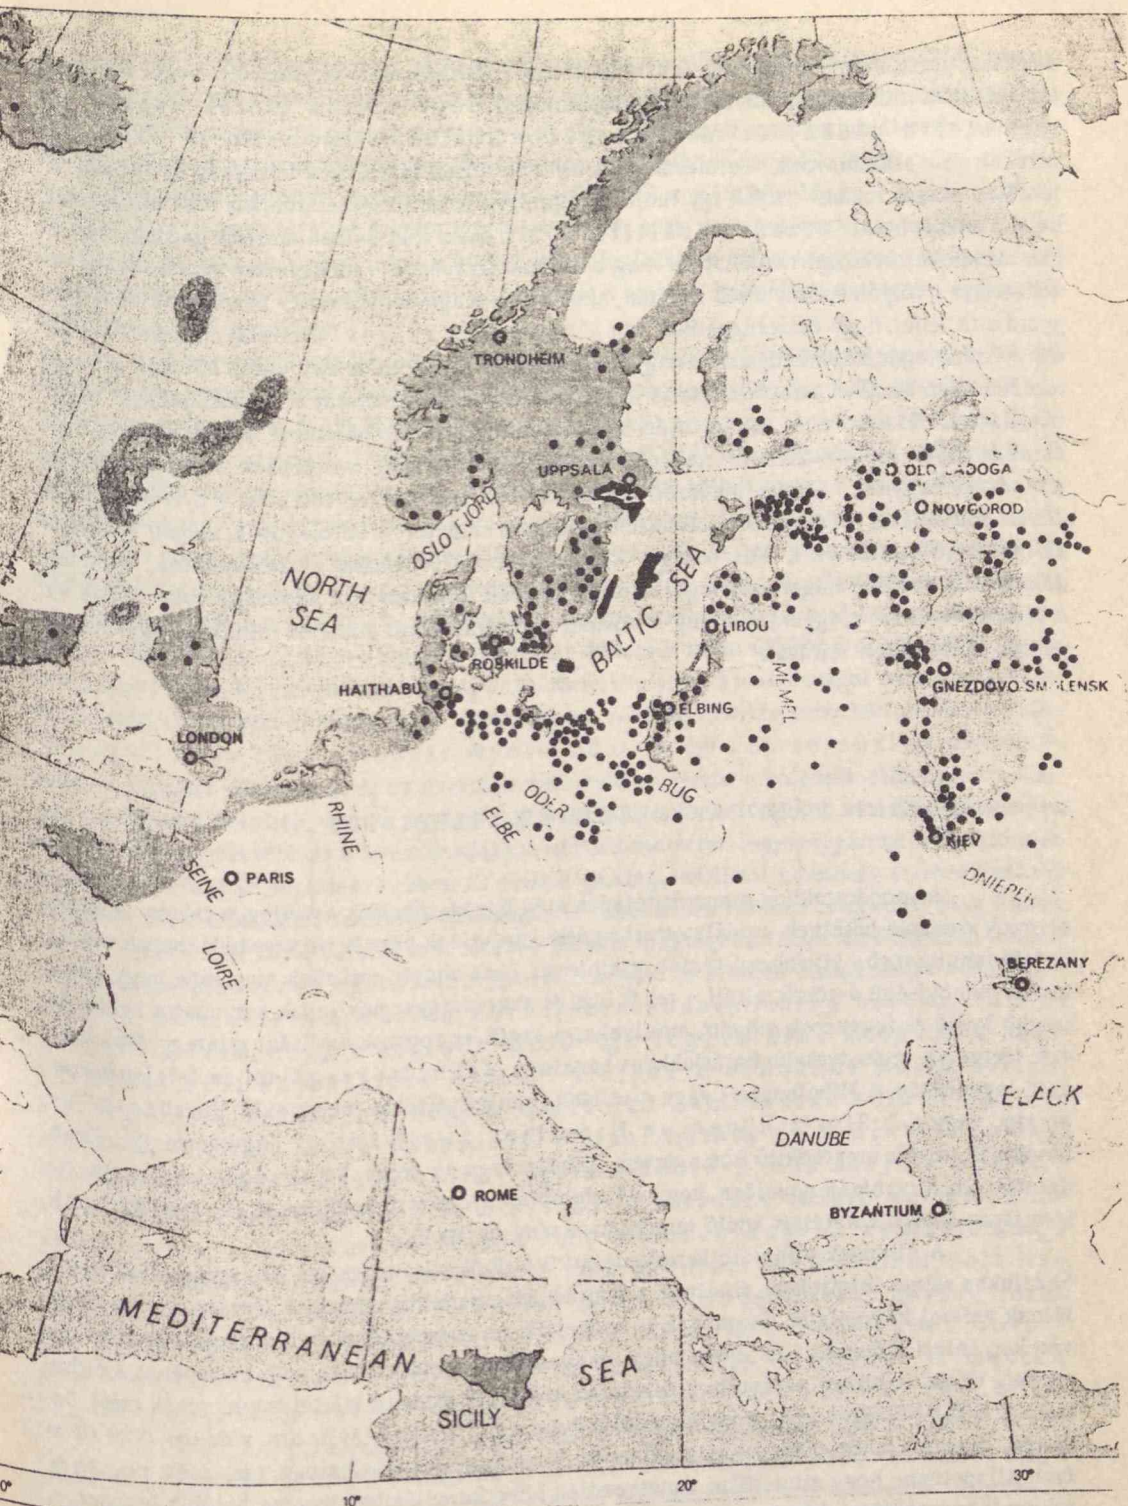 TRONDHEIM
UPPSALA
OLD LADOGA
NOVGOROD
OSLO FJORD
NORTH
SEA
BALTIC SEA
LIBOU
ROSKILDE
HAITHABU
MEMEL
GNEZDOVO SMOLENSK
ELBING
LONDON
BUG
ODER
ELBE
RHINE
KIEV
SEINE
PARIS
DNIEPER
LOIRE
BEREZANY
BLACK
DANUBE
ROME
BYZANTIUM
MEDITERRANEAN SEA
SICILY
0°
10°
20°
30°